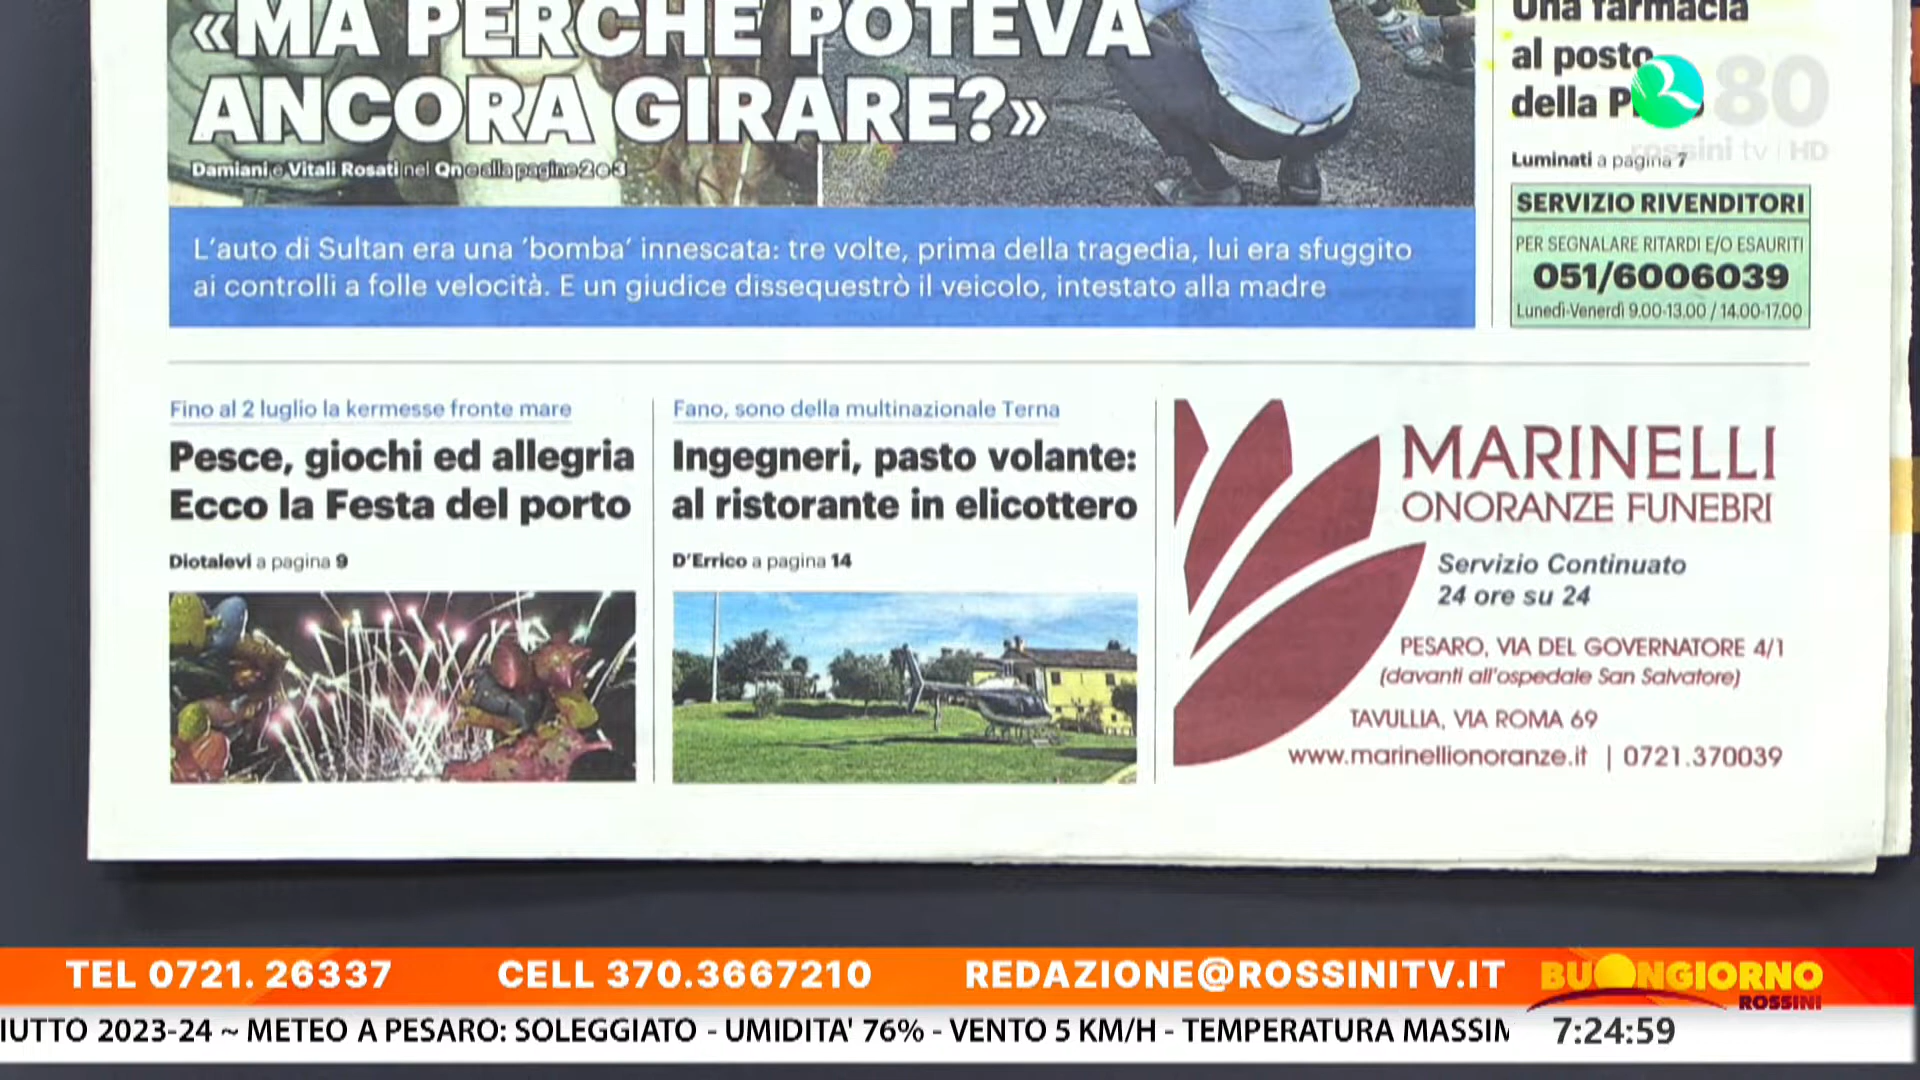 «MA PERCHÉ POTEVA
ANCORA GIRARE?»
Damiani e Vitali Rosati nel Qn e alla pagine 2 e 3
L'auto di Sultan era una 'bomba' innescata: tre volte, prima della tragedia, lui era sfuggito
ai controlli a folle velocità. E un giudice dissequestrò il veicolo, intestato alla madre
Una farmacia
al posto
della
Luminati a pagina 7
80
rossini tv | HD
SERVIZIO RIVENDITORI
PER SEGNALARE RITARDI E/O ESAURITI
051/6006039
Lunedì-Venerdì 9.00-13.00 / 14.00-17.00
Fino al 2 luglio la kermesse fronte mare
Pesce, giochi ed allegria
Ecco la Festa del porto
Diotalevi a pagina 9
Fano, sono della multinazionale Terna
Ingegneri, pasto volante:
al ristorante in elicottero
D'Errico a pagina 14
MARINELLI
ONORANZE FUNEBRI
Servizio Continuato
24 ore su 24
PESARO, VIA DEL GOVERNATORE 4/1
(davanti all'ospedale San Salvatore)
TAVULLIA, VIA ROMA 69
www.marinellionoranze.it | 0721.370039
TEL 0721. 26337 CELL 370.3667210 REDAZIONE@ROSSINITV.IT
BUONGIORNO
ROSSINI
IUTTO 2023-24 ~ METEO A PESARO: SOLEGGIATO - UMIDITA' 76% - VENTO 5 KM/H - TEMPERATURA MASSIM
7:24:59